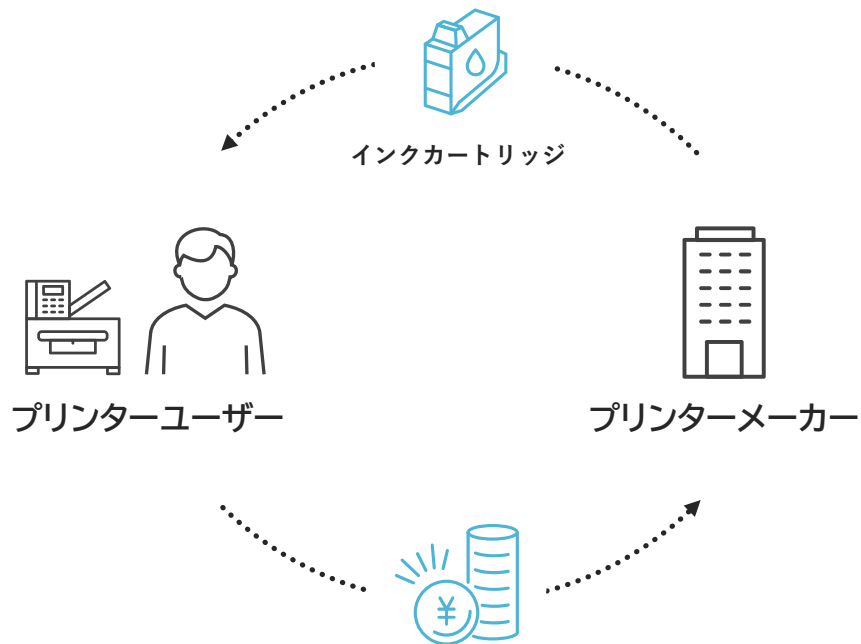 インクカートリッジ
プリンターユーザー
プリンターメーカー
¥